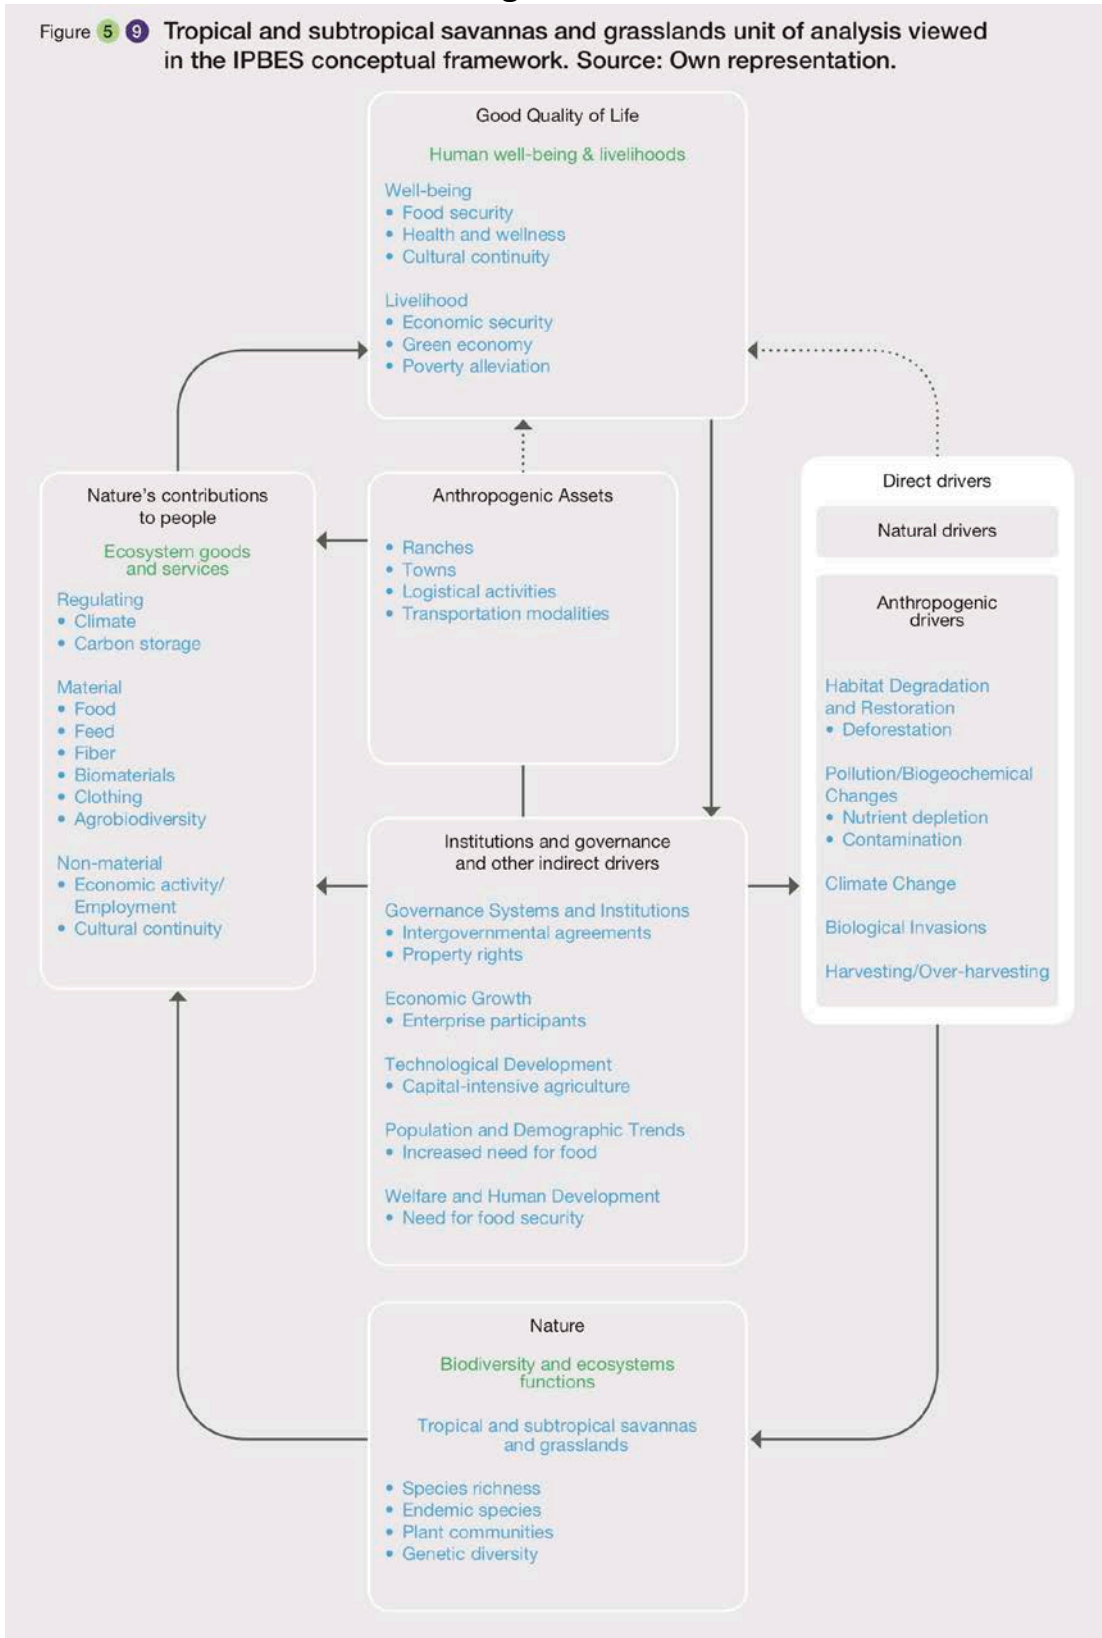 Figure 5 9 Tropical and subtropical savannas and grasslands unit of analysis viewed
in the IPBES conceptual framework. Source: Own representation.
Good Quality of Life
Human well-being & livelihoods
Well-being
• Food security
• Health and wellness
• Cultural continuity
Livelihood
• Economic security
• Green economy
• Poverty alleviation
Nature's contributions
to people
Ecosystem goods
and services
Regulating
• Climate
• Carbon storage
Material
• Food
• Feed
• Fiber
• Biomaterials
• Clothing
• Agrobiodiversity
Non-material
• Economic activity/
Employment
• Cultural continuity
Anthropogenic Assets
• Ranches
• Towns
• Logistical activities
• Transportation modalities
Direct drivers
Natural drivers
Anthropogenic
drivers
Habitat Degradation
and Restoration
• Deforestation
Pollution/Biogeochemical
Changes
• Nutrient depletion
• Contamination
Climate Change
Biological Invasions
Harvesting/Over-harvesting
Institutions and governance
and other indirect drivers
Governance Systems and Institutions
• Intergovernmental agreements
• Property rights
Economic Growth
• Enterprise participants
Technological Development
• Capital-intensive agriculture
Population and Demographic Trends
• Increased need for food
Welfare and Human Development
• Need for food security
Nature
Biodiversity and ecosystems
functions
Tropical and subtropical savannas
and grasslands
• Species richness
• Endemic species
• Plant communities
• Genetic diversity